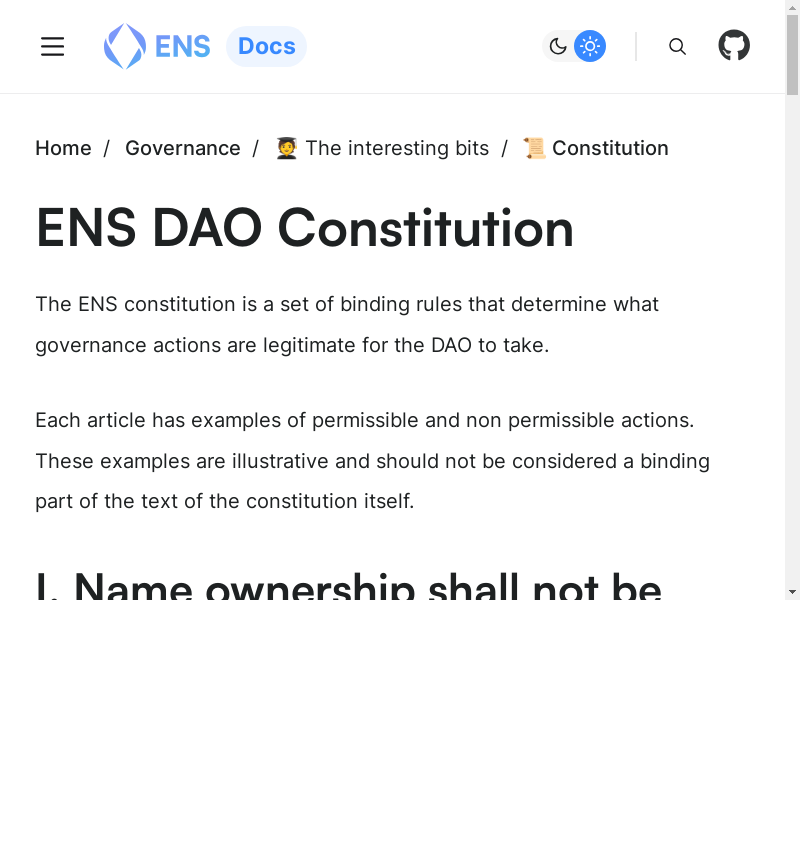 ENS Docs
Home / Governance / 🧑‍🎓 The interesting bits / 📜 Constitution
ENS DAO Constitution
The ENS constitution is a set of binding rules that determine what
governance actions are legitimate for the DAO to take.
Each article has examples of permissible and non permissible actions.
These examples are illustrative and should not be considered a binding
part of the text of the constitution itself.
I. Name ownership shall not be